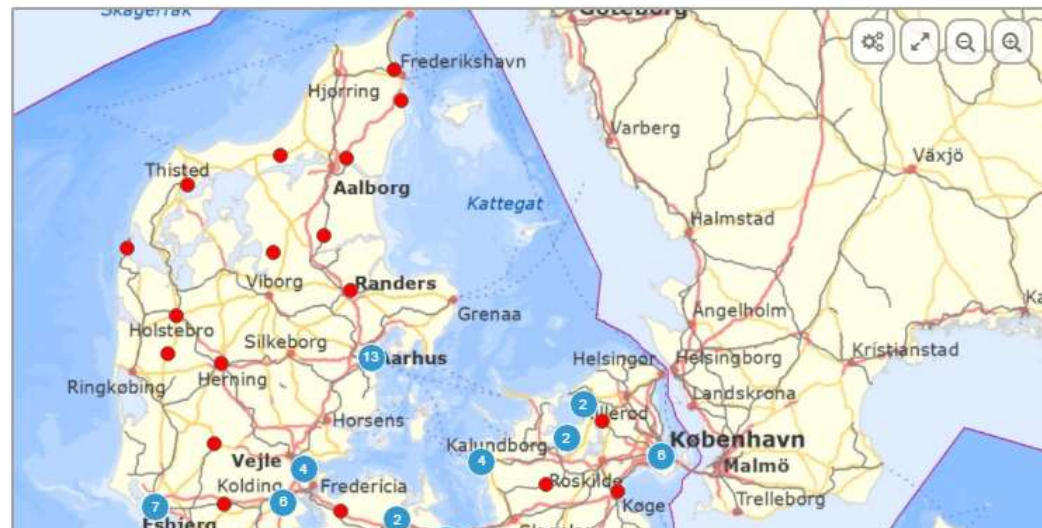 Skagerrak
Göteborg
Frederikshavn
Hjørring
Varberg
Växjö
Thisted
Aalborg
Kattegat
Halmstad
Viborg
Randers
Grenaa
Ängelholm
Holstebro
Silkeborg
13
Aarhus
Helsingør
Helsingborg
Kristianstad
Ringkøbing
Herning
Landskrona
2
Horsens
2
Kalundborg
København
4
6
Vejle
4
Malmö
Kolding
6
Fredericia
Roskilde
Køge
Trelleborg
7
Esbjerg
2